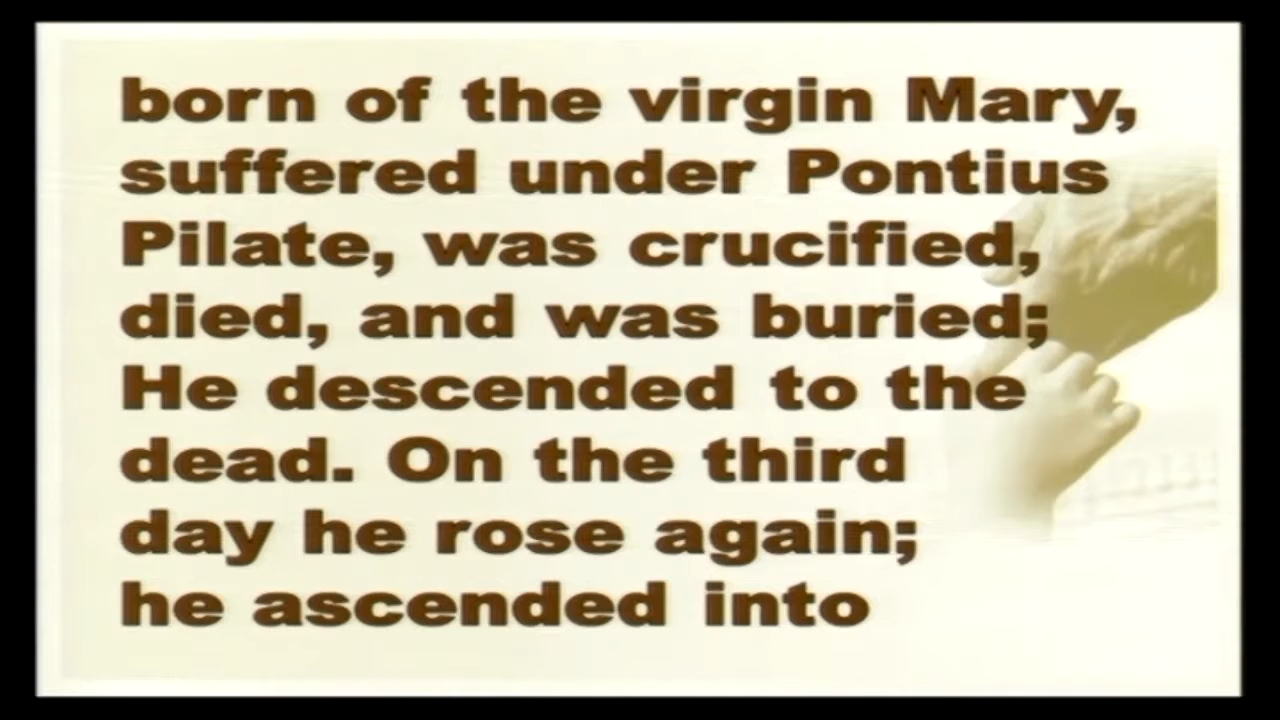 born of the virgin Mary,
suffered under Pontius
Pilate, was crucified,
died, and was buried;
He descended to the
dead. On the third
day he rose again;
he ascended into